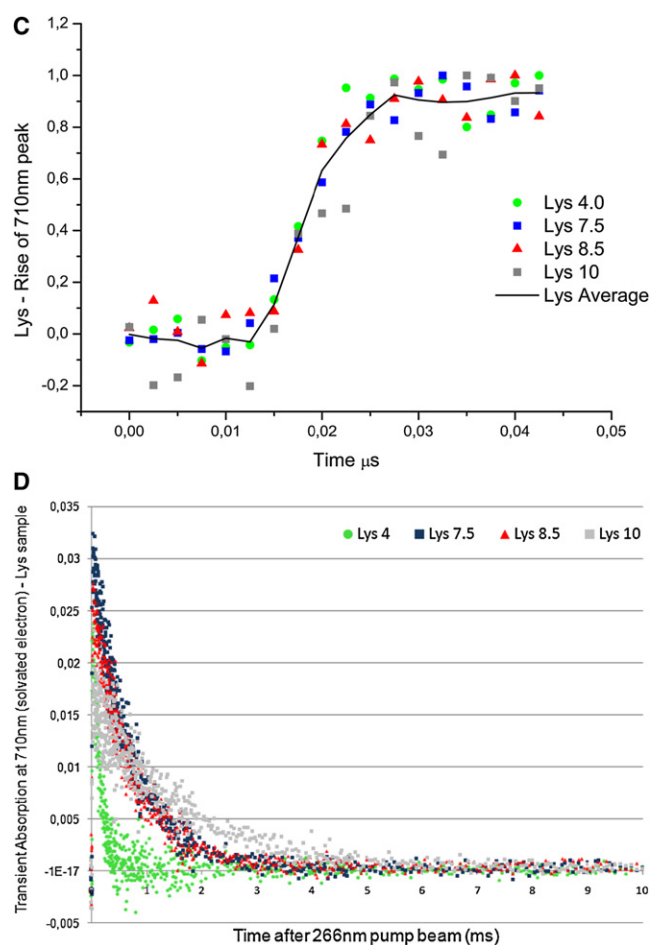 C
Lys - Rise of 710nm peak
1,2
1,0
0,8
0,6
0,4
0,2
0,0
-0,2
Lys 4.0
Lys 7.5
Lys 8.5
Lys 10
Lys Average
0,00 0,01 0,02 0,03 0,04 0,05
Time μs
D
Transient Absorption at 710nm (solvated electron) - Lys sample
0,035
0,03
0,025
0,02
0,015
0,01
0,005
-1E-17
-0,005
Lys 4 Lys 7.5 Lys 8.5 Lys 10
0 1 2 3 4 5 6 7 8 9 10
Time after 266nm pump beam (ms)